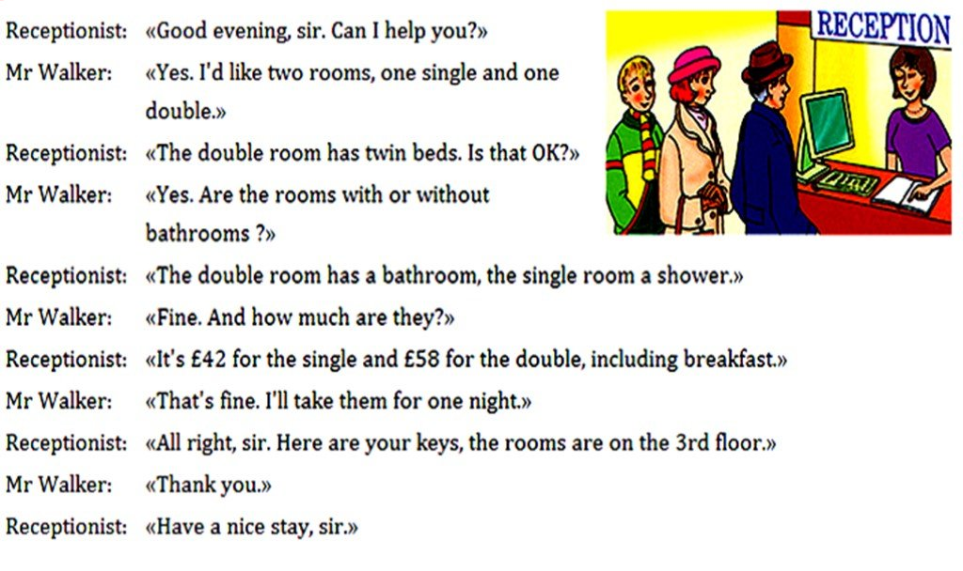 RECEPTION
Receptionist: «Good evening, sir. Can I help you?»
Mr Walker: «Yes. I'd like two rooms, one single and one
double.»
Receptionist: «The double room has twin beds. Is that OK?»
Mr Walker: «Yes. Are the rooms with or without
bathrooms ?»
Receptionist: «The double room has a bathroom, the single room a shower.»
Mr Walker: «Fine. And how much are they?»
Receptionist: «It's £42 for the single and £58 for the double, including breakfast.»
Mr Walker: «That's fine. I'll take them for one night.»
Receptionist: «All right, sir. Here are your keys, the rooms are on the 3rd floor.»
Mr Walker: «Thank you.»
Receptionist: «Have a nice stay, sir.»